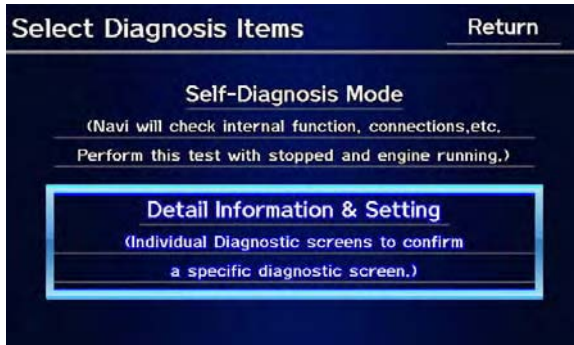 Select Diagnosis Items
Return
Self-Diagnosis Mode
(Navi will check internal function, connections,etc.
Perform this test with stopped and engine running.)
Detail Information & Setting
(Individual Diagnostic screens to confirm
a specific diagnostic screen.)